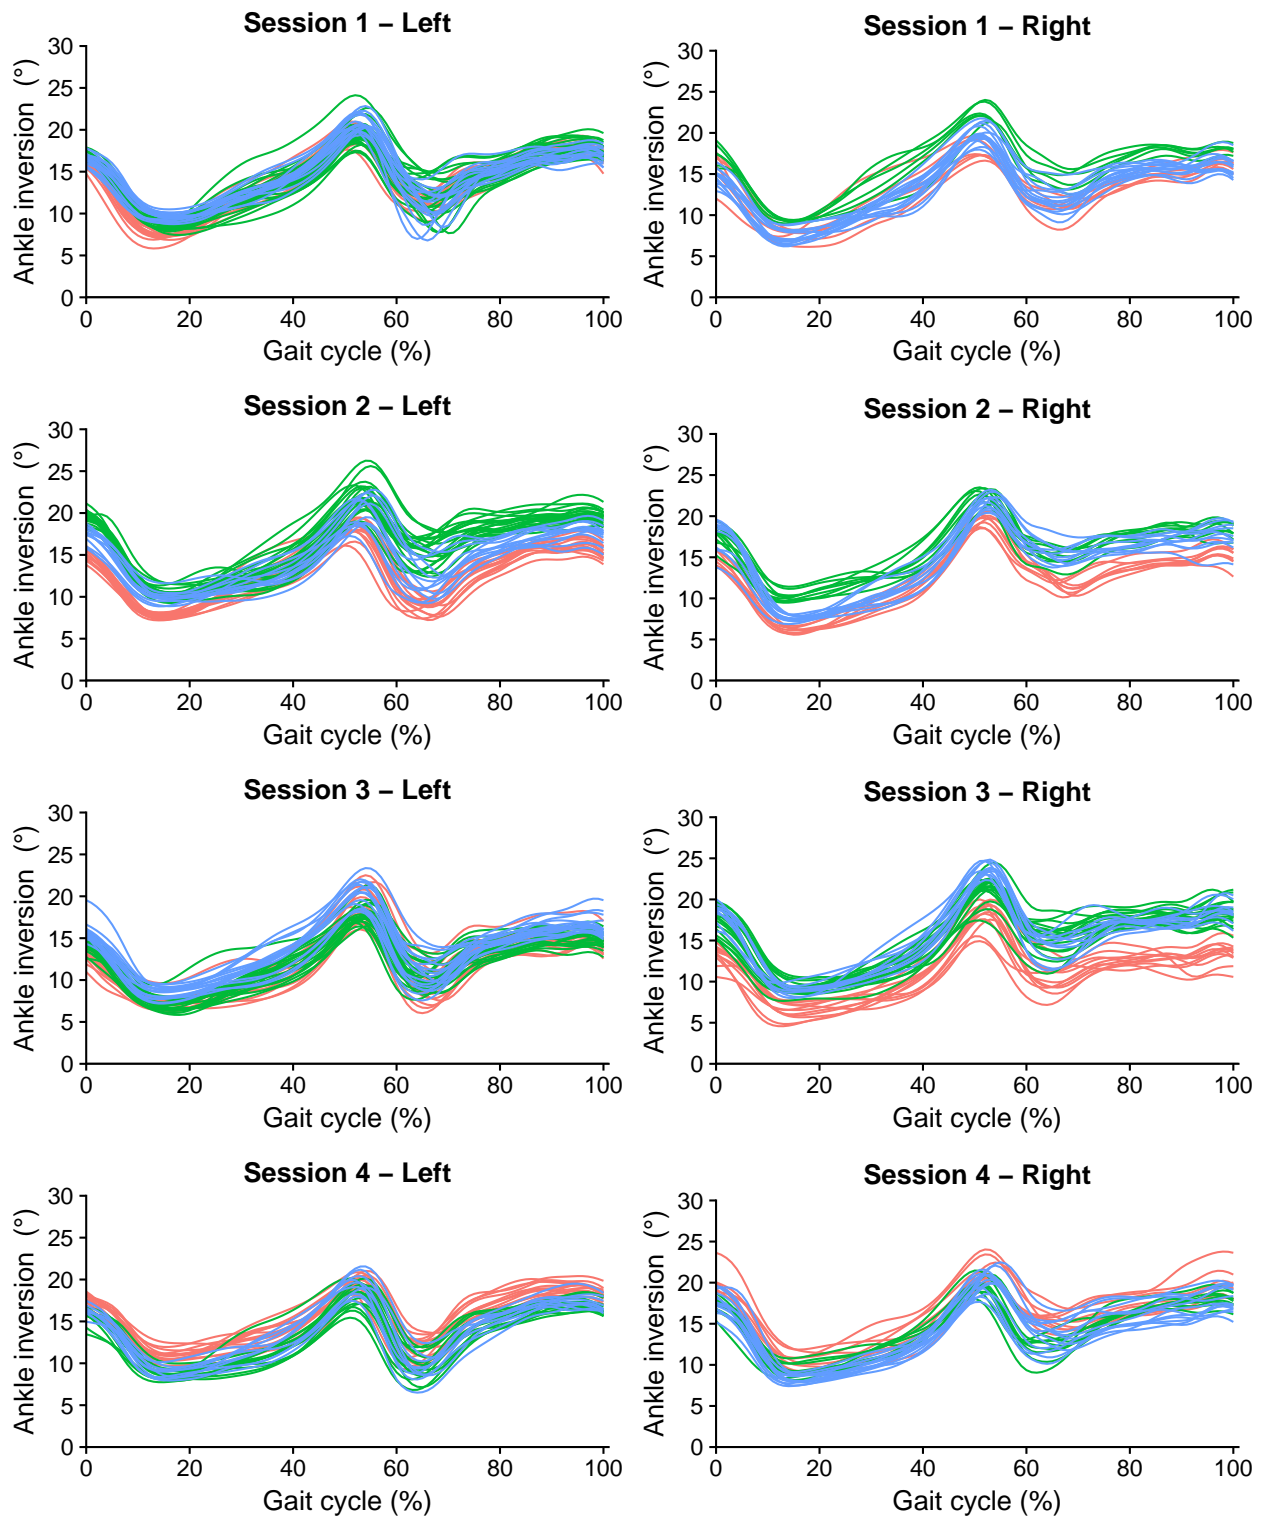 Session 1 – Left
Ankle inversion (°)
30
25
20
15
10
5
0
0 20 40 60 80 100
Gait cycle (%)
Session 1 – Right
Ankle inversion (°)
30
25
20
15
10
5
0
0 20 40 60 80 100
Gait cycle (%)
Session 2 – Left
Ankle inversion (°)
30
25
20
15
10
5
0
0 20 40 60 80 100
Gait cycle (%)
Session 2 – Right
Ankle inversion (°)
30
25
20
15
10
5
0
0 20 40 60 80 100
Gait cycle (%)
Session 3 – Left
Ankle inversion (°)
30
25
20
15
10
5
0
0 20 40 60 80 100
Gait cycle (%)
Session 3 – Right
Ankle inversion (°)
30
25
20
15
10
5
0
0 20 40 60 80 100
Gait cycle (%)
Session 4 – Left
Ankle inversion (°)
30
25
20
15
10
5
0
0 20 40 60 80 100
Gait cycle (%)
Session 4 – Right
Ankle inversion (°)
30
25
20
15
10
5
0
0 20 40 60 80 100
Gait cycle (%)